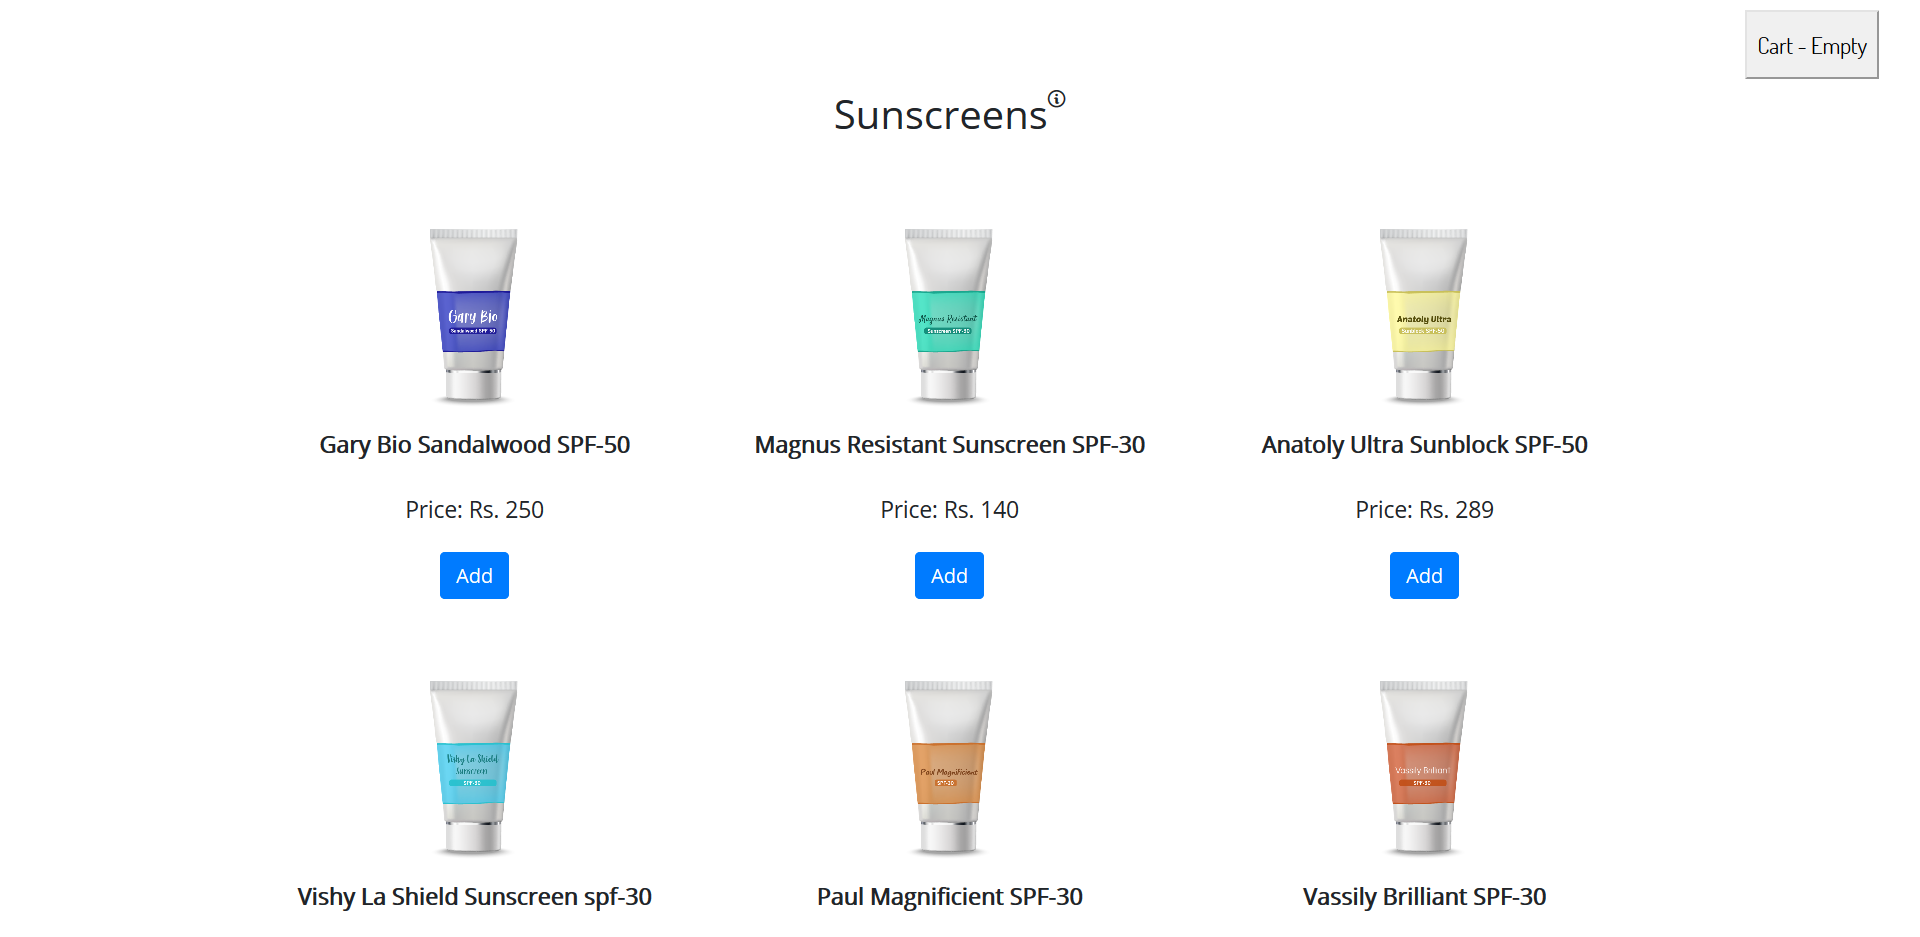 Cart - Empty
Sunscreens
Gary Bio
Sandalwood SPF-50
Magnus Resistant
Sunscreen SPF-30
Anatoly Ultra
Sunblock SPF-50
Gary Bio Sandalwood SPF-50
Magnus Resistant Sunscreen SPF-30
Anatoly Ultra Sunblock SPF-50
Price: Rs. 250
Price: Rs. 140
Price: Rs. 289
Add
Add
Add
Vishy La Shield
Sunscreen
SPF-30
Paul Magnificient
SPF-30
Vassily Briliant
SPF-30
Vishy La Shield Sunscreen spf-30
Paul Magnificient SPF-30
Vassily Brilliant SPF-30